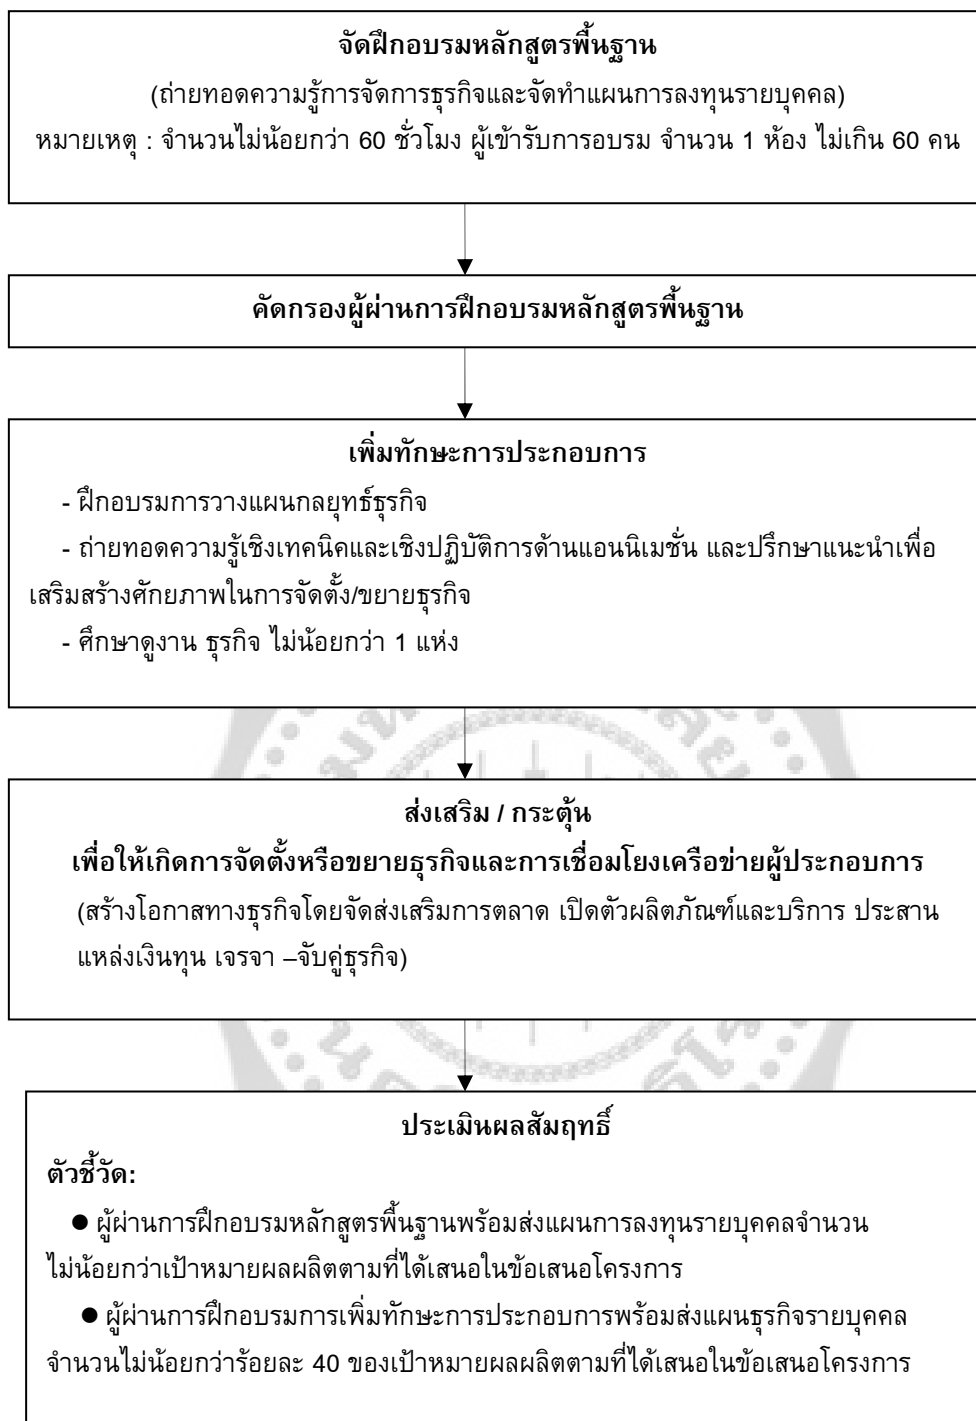 จัดฝึกอบรมหลักสูตรพื้นฐาน
(ถ่ายทอดความรู้การจัดการธุรกิจและจัดทำแผนการลงทุนรายบุคคล)
หมายเหตุ : จำนวนไม่น้อยกว่า 60 ชั่วโมง ผู้เข้ารับการอบรม จำนวน 1 ห้อง ไม่เกิน 60 คน
คัดกรองผู้ผ่านการฝึกอบรมหลักสูตรพื้นฐาน
เพิ่มทักษะการประกอบการ
- ฝึกอบรมการวางแผนกลยุทธ์ธุรกิจ
- ถ่ายทอดความรู้เชิงเทคนิคและเชิงปฏิบัติการด้านแอนนิเมชั่น และปรึกษาแนะนำเพื่อ
เสริมสร้างศักยภาพในการจัดตั้ง/ขยายธุรกิจ
- ศึกษาดูงาน ธุรกิจ ไม่น้อยกว่า 1 แห่ง
ส่งเสริม / กระตุ้น
เพื่อให้เกิดการจัดตั้งหรือขยายธุรกิจและการเชื่อมโยงเครือข่ายผู้ประกอบการ
(สร้างโอกาสทางธุรกิจโดยจัดส่งเสริมการตลาด เปิดตัวผลิตภัณฑ์และบริการ ประสาน
แหล่งเงินทุน เจรจา –จับคู่ธุรกิจ)
ประเมินผลสัมฤทธิ์
ตัวชี้วัด:
● ผู้ผ่านการฝึกอบรมหลักสูตรพื้นฐานพร้อมส่งแผนการลงทุนรายบุคคลจำนวน
ไม่น้อยกว่าเป้าหมายผลผลิตตามที่ได้เสนอในข้อเสนอโครงการ
● ผู้ผ่านการฝึกอบรมการเพิ่มทักษะการประกอบการพร้อมส่งแผนธุรกิจรายบุคคล
จำนวนไม่น้อยกว่าร้อยละ 40 ของเป้าหมายผลผลิตตามที่ได้เสนอในข้อเสนอโครงการ